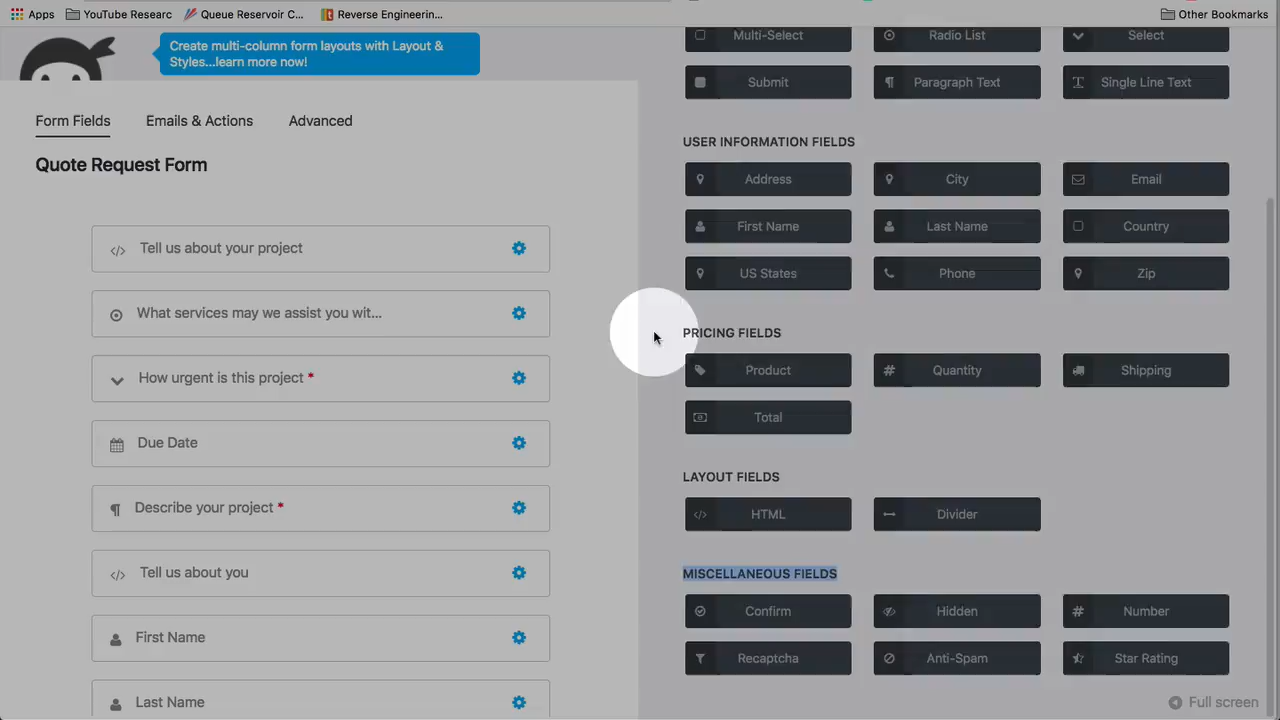 Apps
YouTube Researc
Queue Reservoir C...
Reverse Engineerin...
Other Bookmarks
Create multi-column form layouts with Layout &
Styles...learn more now!
Form Fields
Emails & Actions
Advanced
Quote Request Form
Tell us about your project
What services may we assist you wit...
How urgent is this project *
Due Date
Describe your project *
Tell us about you
First Name
Last Name
Multi-Select
Radio List
Select
Submit
Paragraph Text
Single Line Text
USER INFORMATION FIELDS
Address
City
Email
First Name
Last Name
Country
US States
Phone
Zip
PRICING FIELDS
Product
Quantity
Shipping
Total
LAYOUT FIELDS
HTML
Divider
MISCELLANEOUS FIELDS
Confirm
Hidden
Number
Recaptcha
Anti-Spam
Star Rating
Full screen